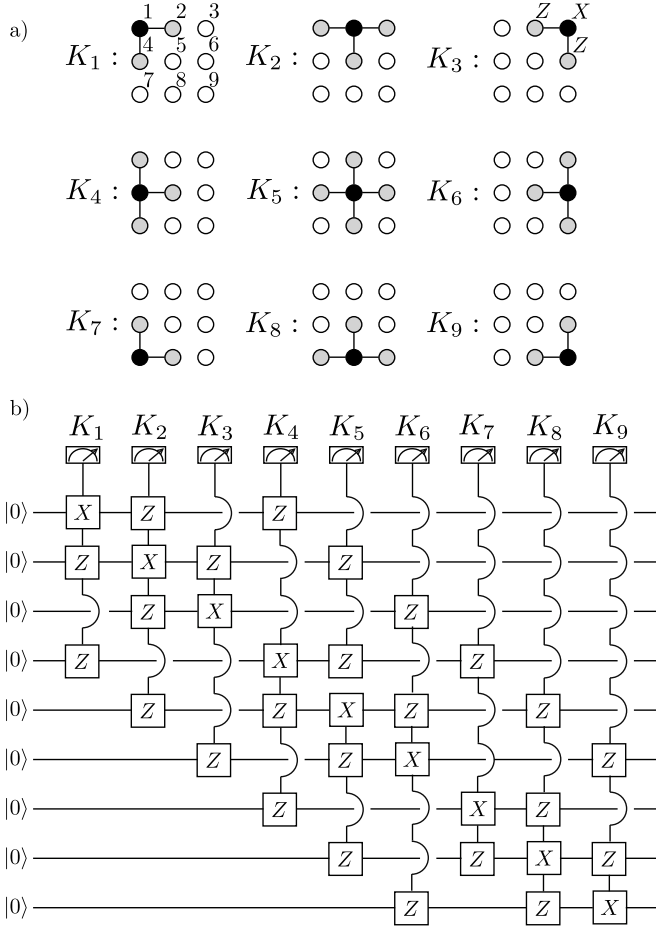 a)
K₁ :
1 2 3
4 5 6
7 8 9
K₂ :
K₃ :
Z X
Z
K₄ : K₅ : K₆ :
K₇ : K₈ : K₉ :
b)
K₁ K₂ K₃ K₄ K₅ K₆ K₇ K₈ K₉
|0⟩ X Z Z
|0⟩ Z X Z Z
|0⟩ Z X Z
|0⟩ Z X Z Z
|0⟩ Z Z X Z Z
|0⟩ Z Z X Z
|0⟩ Z X Z
|0⟩ Z Z X Z
|0⟩ Z Z X